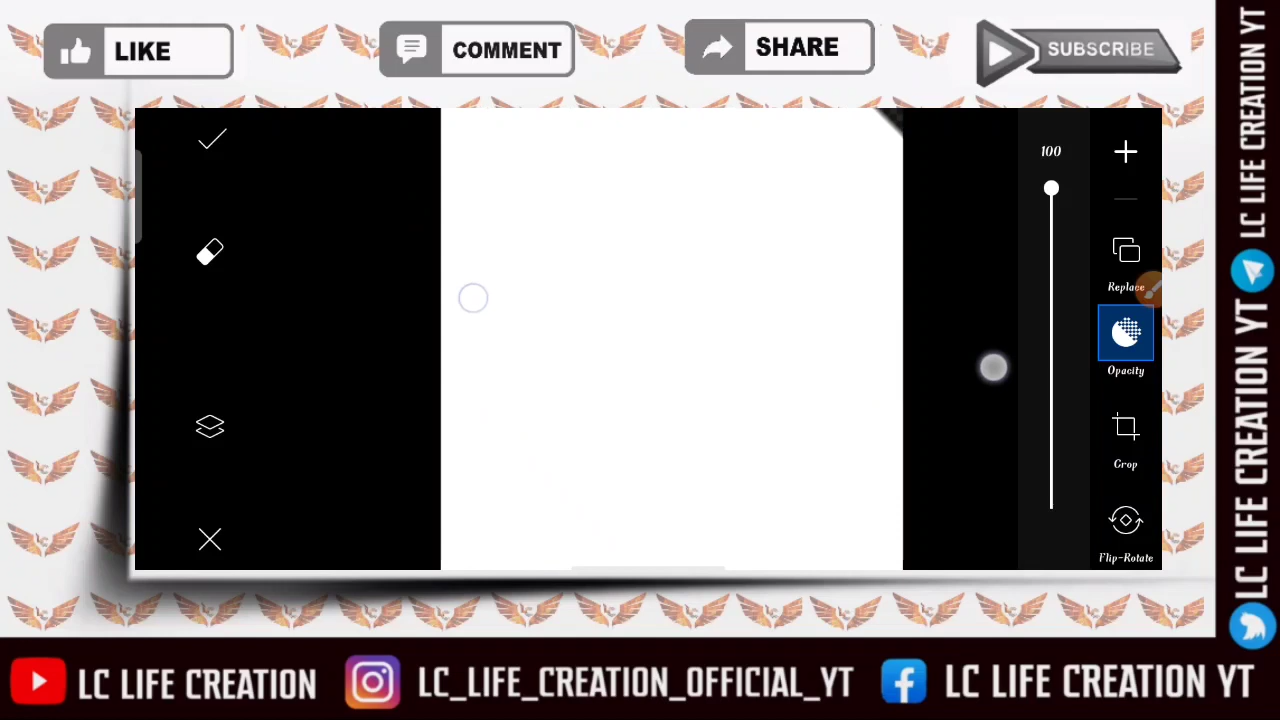 LIKE
COMMENT
SHARE
SUBSCRIBE
100
Replace
Opacity
Crop
Flip-Rotate
LC LIFE CREATION YT
LC LIFE CREATION YT
LC LIFE CREATION
LC_LIFE_CREATION_OFFICIAL_YT
LC LIFE CREATION YT